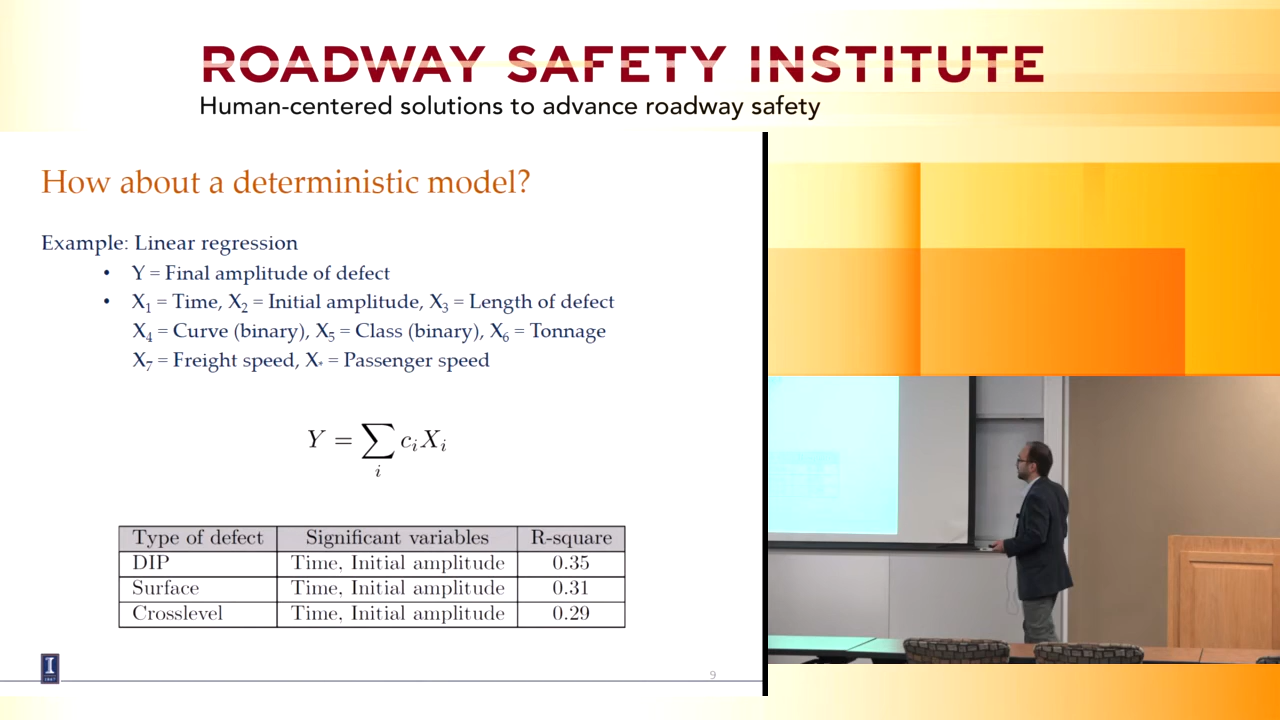 ROADWAY SAFETY INSTITUTE
Human-centered solutions to advance roadway safety
How about a deterministic model?
Example: Linear regression
• Y = Final amplitude of defect
• X₁ = Time, X₂ = Initial amplitude, X₃ = Length of defect
X₄ = Curve (binary), X₅ = Class (binary), X₆ = Tonnage
X₇ = Freight speed, X = Passenger speed
Y = ∑ᵢ cᵢXᵢ
Type of defect Significant variables R-square
DIP Time, Initial amplitude 0.35
Surface Time, Initial amplitude 0.31
Crosslevel Time, Initial amplitude 0.29
I
1867
9